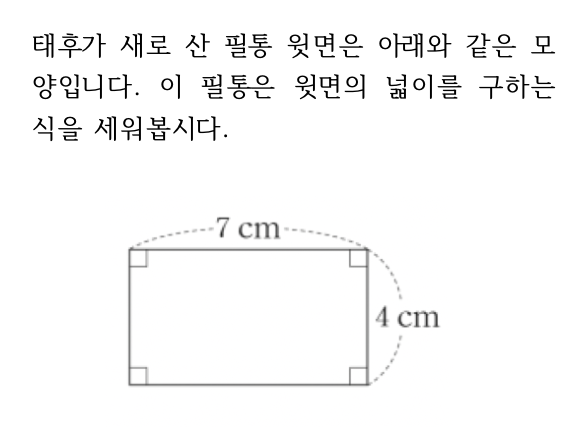 태후가 새로 산 필통 윗면은 아래와 같은 모
양입니다. 이 필통은 윗면의 넓이를 구하는
식을 세워봅시다.
7 cm
4 cm